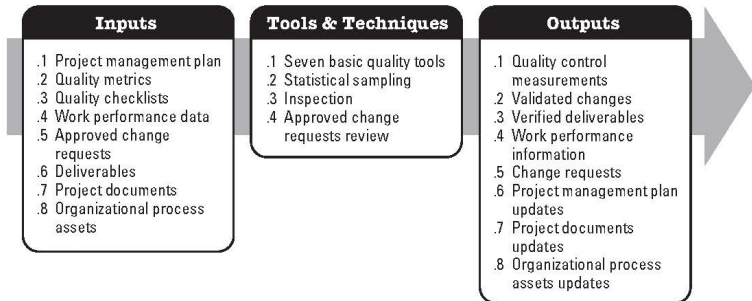 Inputs
.1 Project management plan
.2 Quality metrics
.3 Quality checklists
.4 Work performance data
.5 Approved change
requests
.6 Deliverables
.7 Project documents
.8 Organizational process
assets
Tools & Techniques
.1 Seven basic quality tools
.2 Statistical sampling
.3 Inspection
.4 Approved change
requests review
Outputs
.1 Quality control
measurements
.2 Validated changes
.3 Verified deliverables
.4 Work performance
information
.5 Change requests
.6 Project management plan
updates
.7 Project documents
updates
.8 Organizational process
assets updates